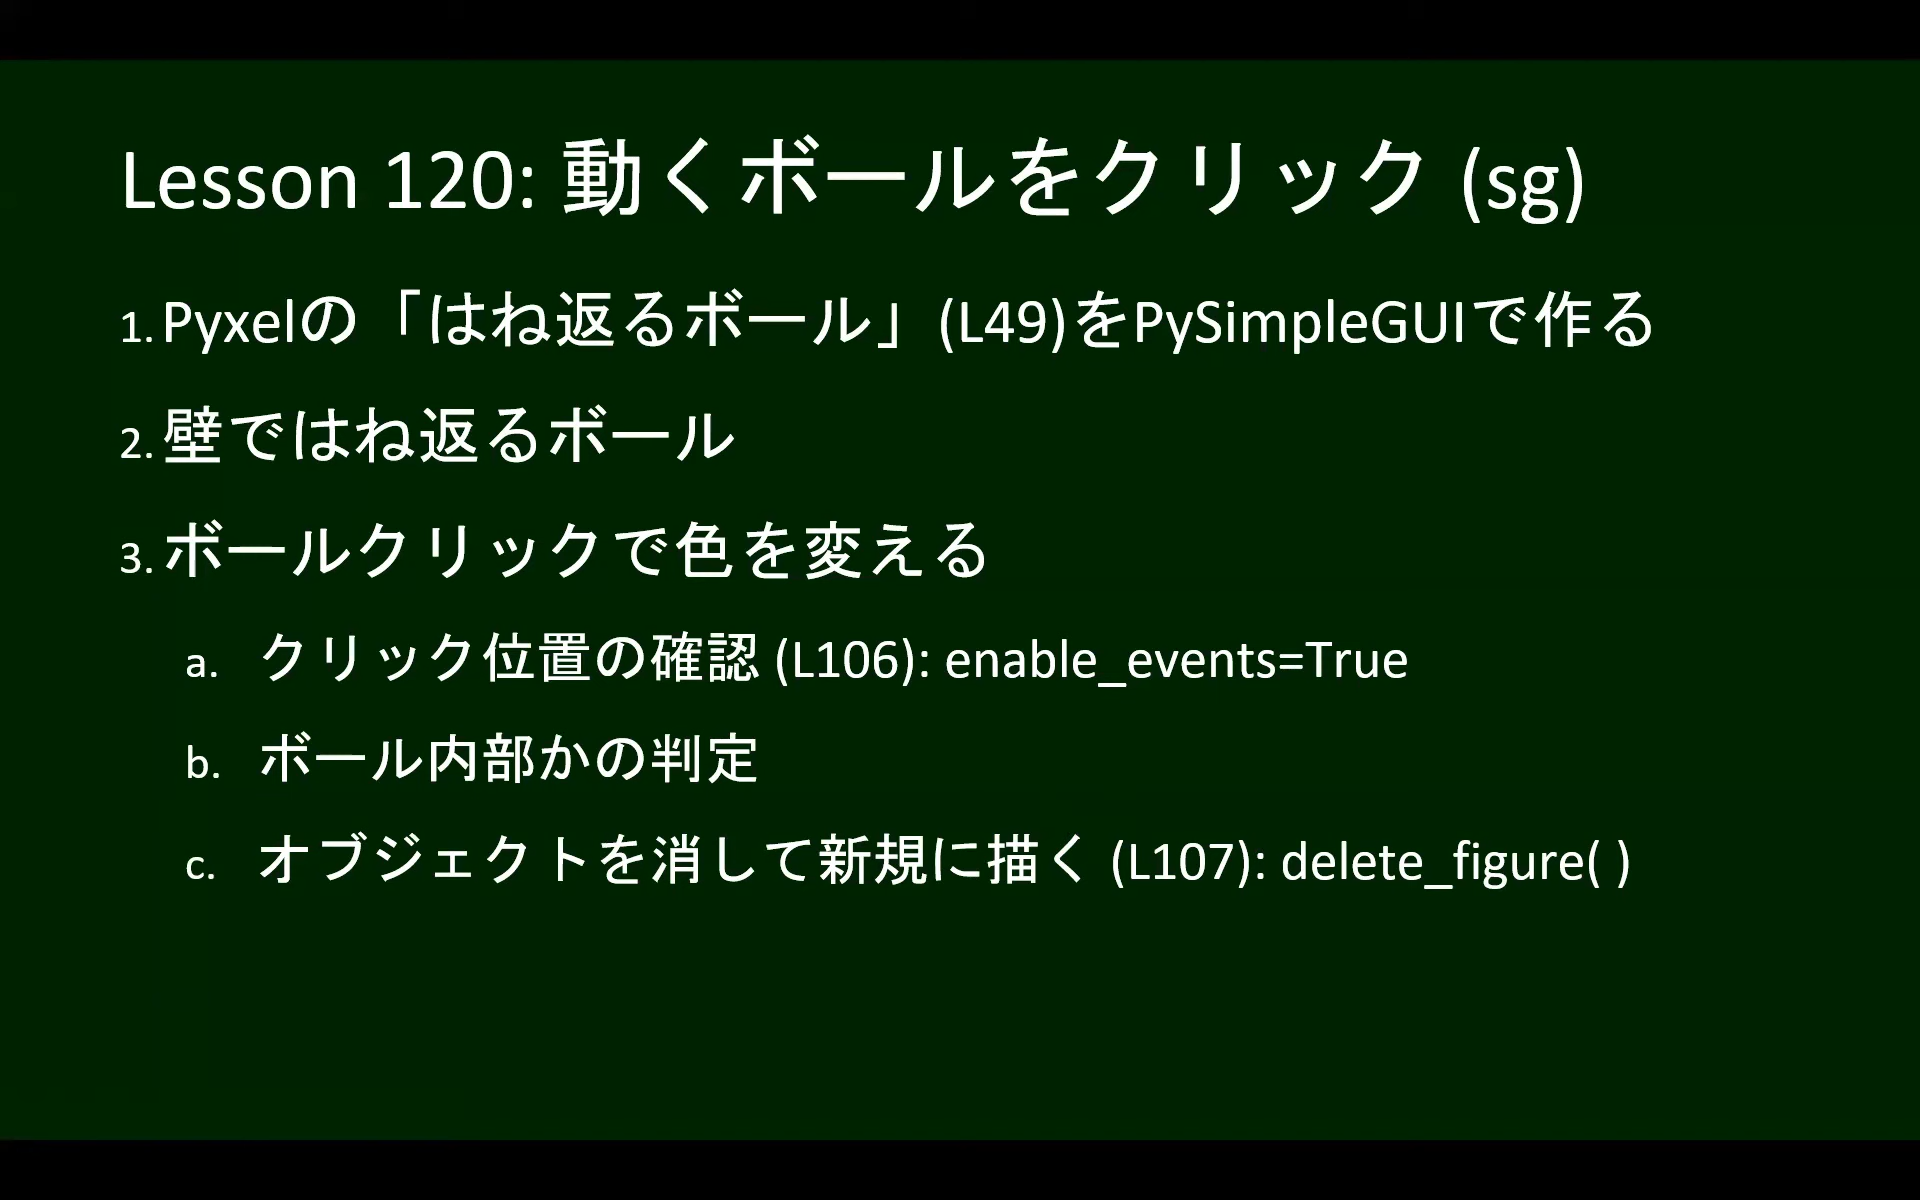 Lesson 120: 動くボールをクリック (sg)
1. Pyxelの「はね返るボール」(L49)をPySimpleGUIで作る
2. 壁ではね返るボール
3. ボールクリックで色を変える
a. クリック位置の確認 (L106): enable_events=True
b. ボール内部かの判定
c. オブジェクトを消して新規に描く (L107): delete_figure( )